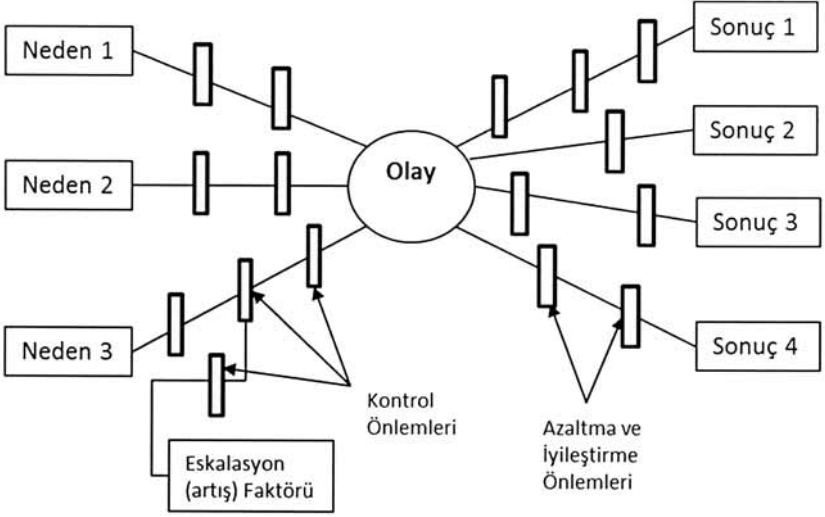 Neden 1
Neden 2
Neden 3
Olay
Sonuç 1
Sonuç 2
Sonuç 3
Sonuç 4
Kontrol
Önlemleri
Azaltma ve
İyileştirme
Önlemleri
Eskalasyon
(artış) Faktörü